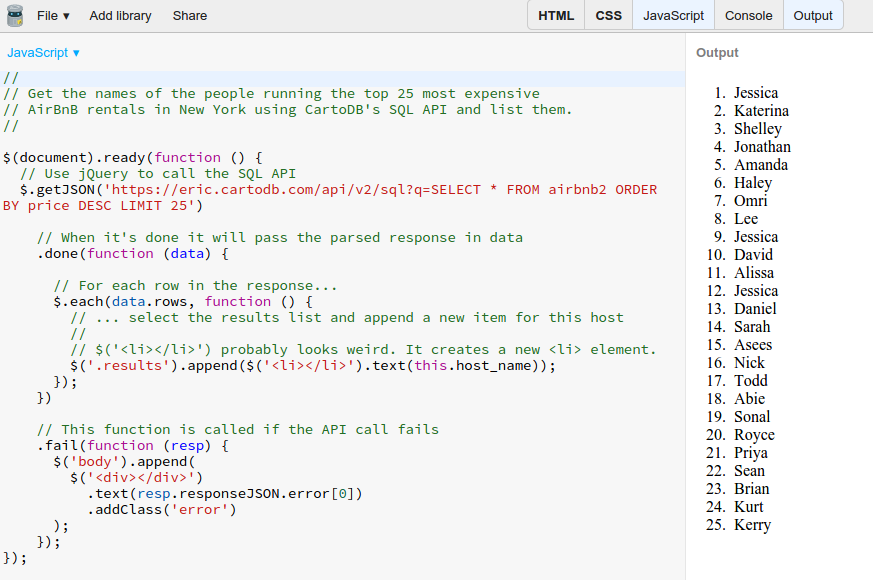 File ▾ Add library Share HTML CSS JavaScript Console Output
JavaScript ▾
//
// Get the names of the people running the top 25 most expensive
// AirBnB rentals in New York using CartoDB's SQL API and list them.
//
$(document).ready(function () {
// Use jQuery to call the SQL API
$.getJSON('https://eric.cartodb.com/api/v2/sql?q=SELECT * FROM airbnb2 ORDER
BY price DESC LIMIT 25')
// When it's done it will pass the parsed response in data
.done(function (data) {
// For each row in the response...
$.each(data.rows, function () {
// ... select the results list and append a new item for this host
//
// $('<li></li>') probably looks weird. It creates a new <li> element.
$('.results').append($('<li></li>').text(this.host_name));
});
})
// This function is called if the API call fails
.fail(function (resp) {
$('body').append(
$('<div></div>')
.text(resp.responseJSON.error[0])
.addClass('error')
);
});
});
Output
1. Jessica
2. Katerina
3. Shelley
4. Jonathan
5. Amanda
6. Haley
7. Omri
8. Lee
9. Jessica
10. David
11. Alissa
12. Jessica
13. Daniel
14. Sarah
15. Asees
16. Nick
17. Todd
18. Abie
19. Sonal
20. Royce
21. Priya
22. Sean
23. Brian
24. Kurt
25. Kerry